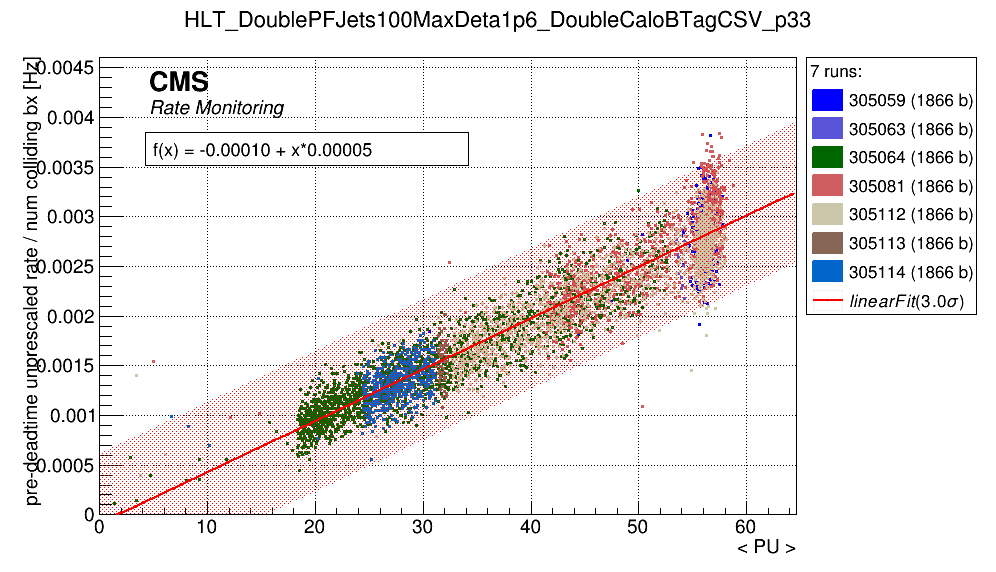 HLT_DoublePFJets100MaxDeta1p6_DoubleCaloBTagCSV_p33
pre-deadtime unprescaled rate / num colliding bx [Hz]
0.0045
0.004
0.0035
0.003
0.0025
0.002
0.0015
0.001
0.0005
0
CMS
Rate Monitoring
f(x) = -0.00010 + x*0.00005
0 10 20 30 40 50 60
< PU >
7 runs:
305059 (1866 b)
305063 (1866 b)
305064 (1866 b)
305081 (1866 b)
305112 (1866 b)
305113 (1866 b)
305114 (1866 b)
linearFit(3.0σ)